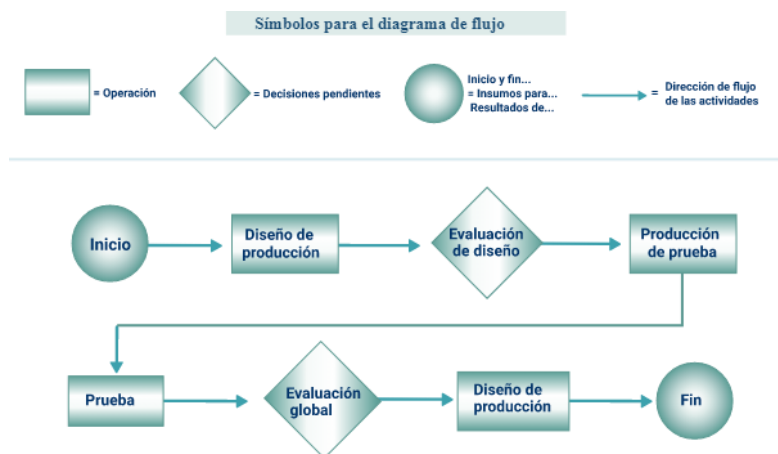 Símbolos para el diagrama de flujo
= Operación
= Decisiones pendientes
Inicio y fin...
= Insumos para...
Resultados de...
= Dirección de flujo
de las actividades
Inicio
Diseño de
producción
Evaluación
de diseño
Producción
de prueba
Prueba
Evaluación
global
Diseño de
producción
Fin